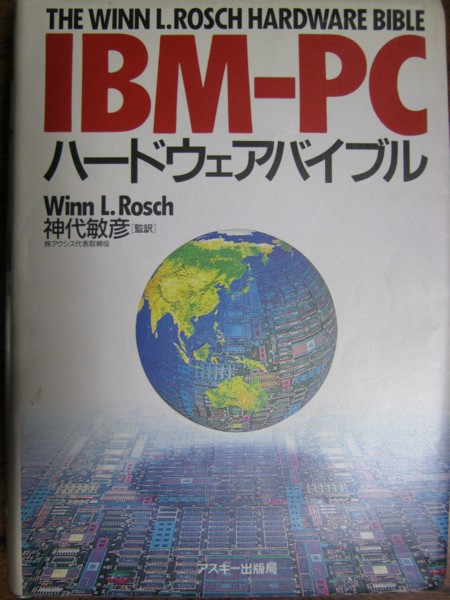 THE WINN L. ROSCH HARDWARE BIBLE
IBM-PC
ハードウェアバイブル
Winn L. Rosch
神代敏彦[監訳]
㈱アクシス代表取締役
アスキー出版局